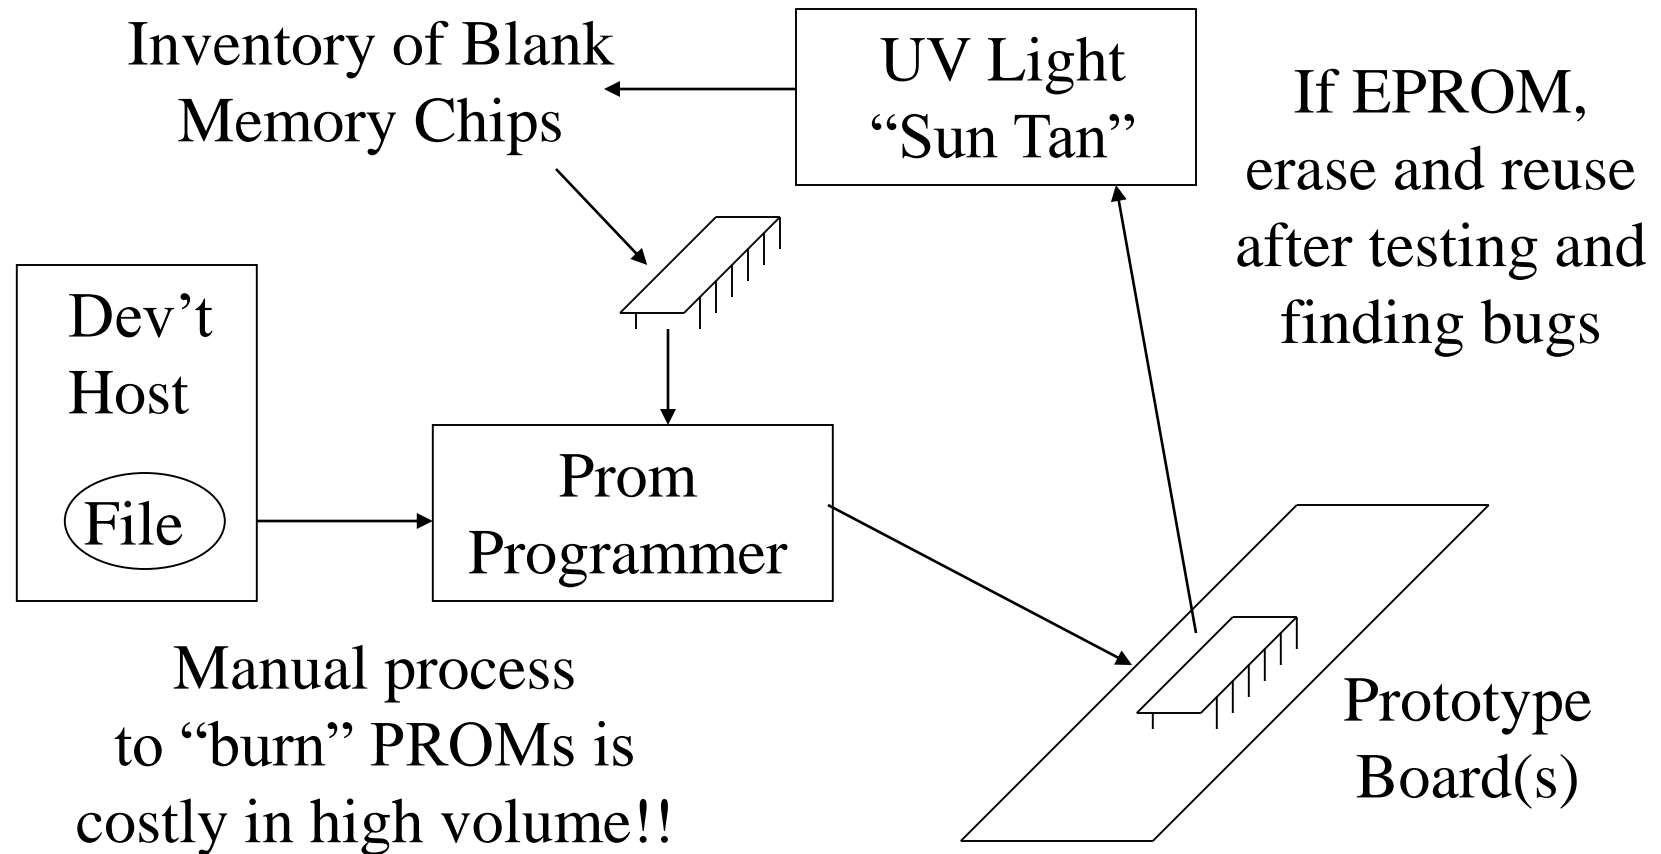 Inventory of Blank
Memory Chips
UV Light
“Sun Tan”
If EPROM,
erase and reuse
after testing and
finding bugs
Dev’t
Host
File
Prom
Programmer
Manual process
to “burn” PROMs is
costly in high volume!!
Prototype
Board(s)